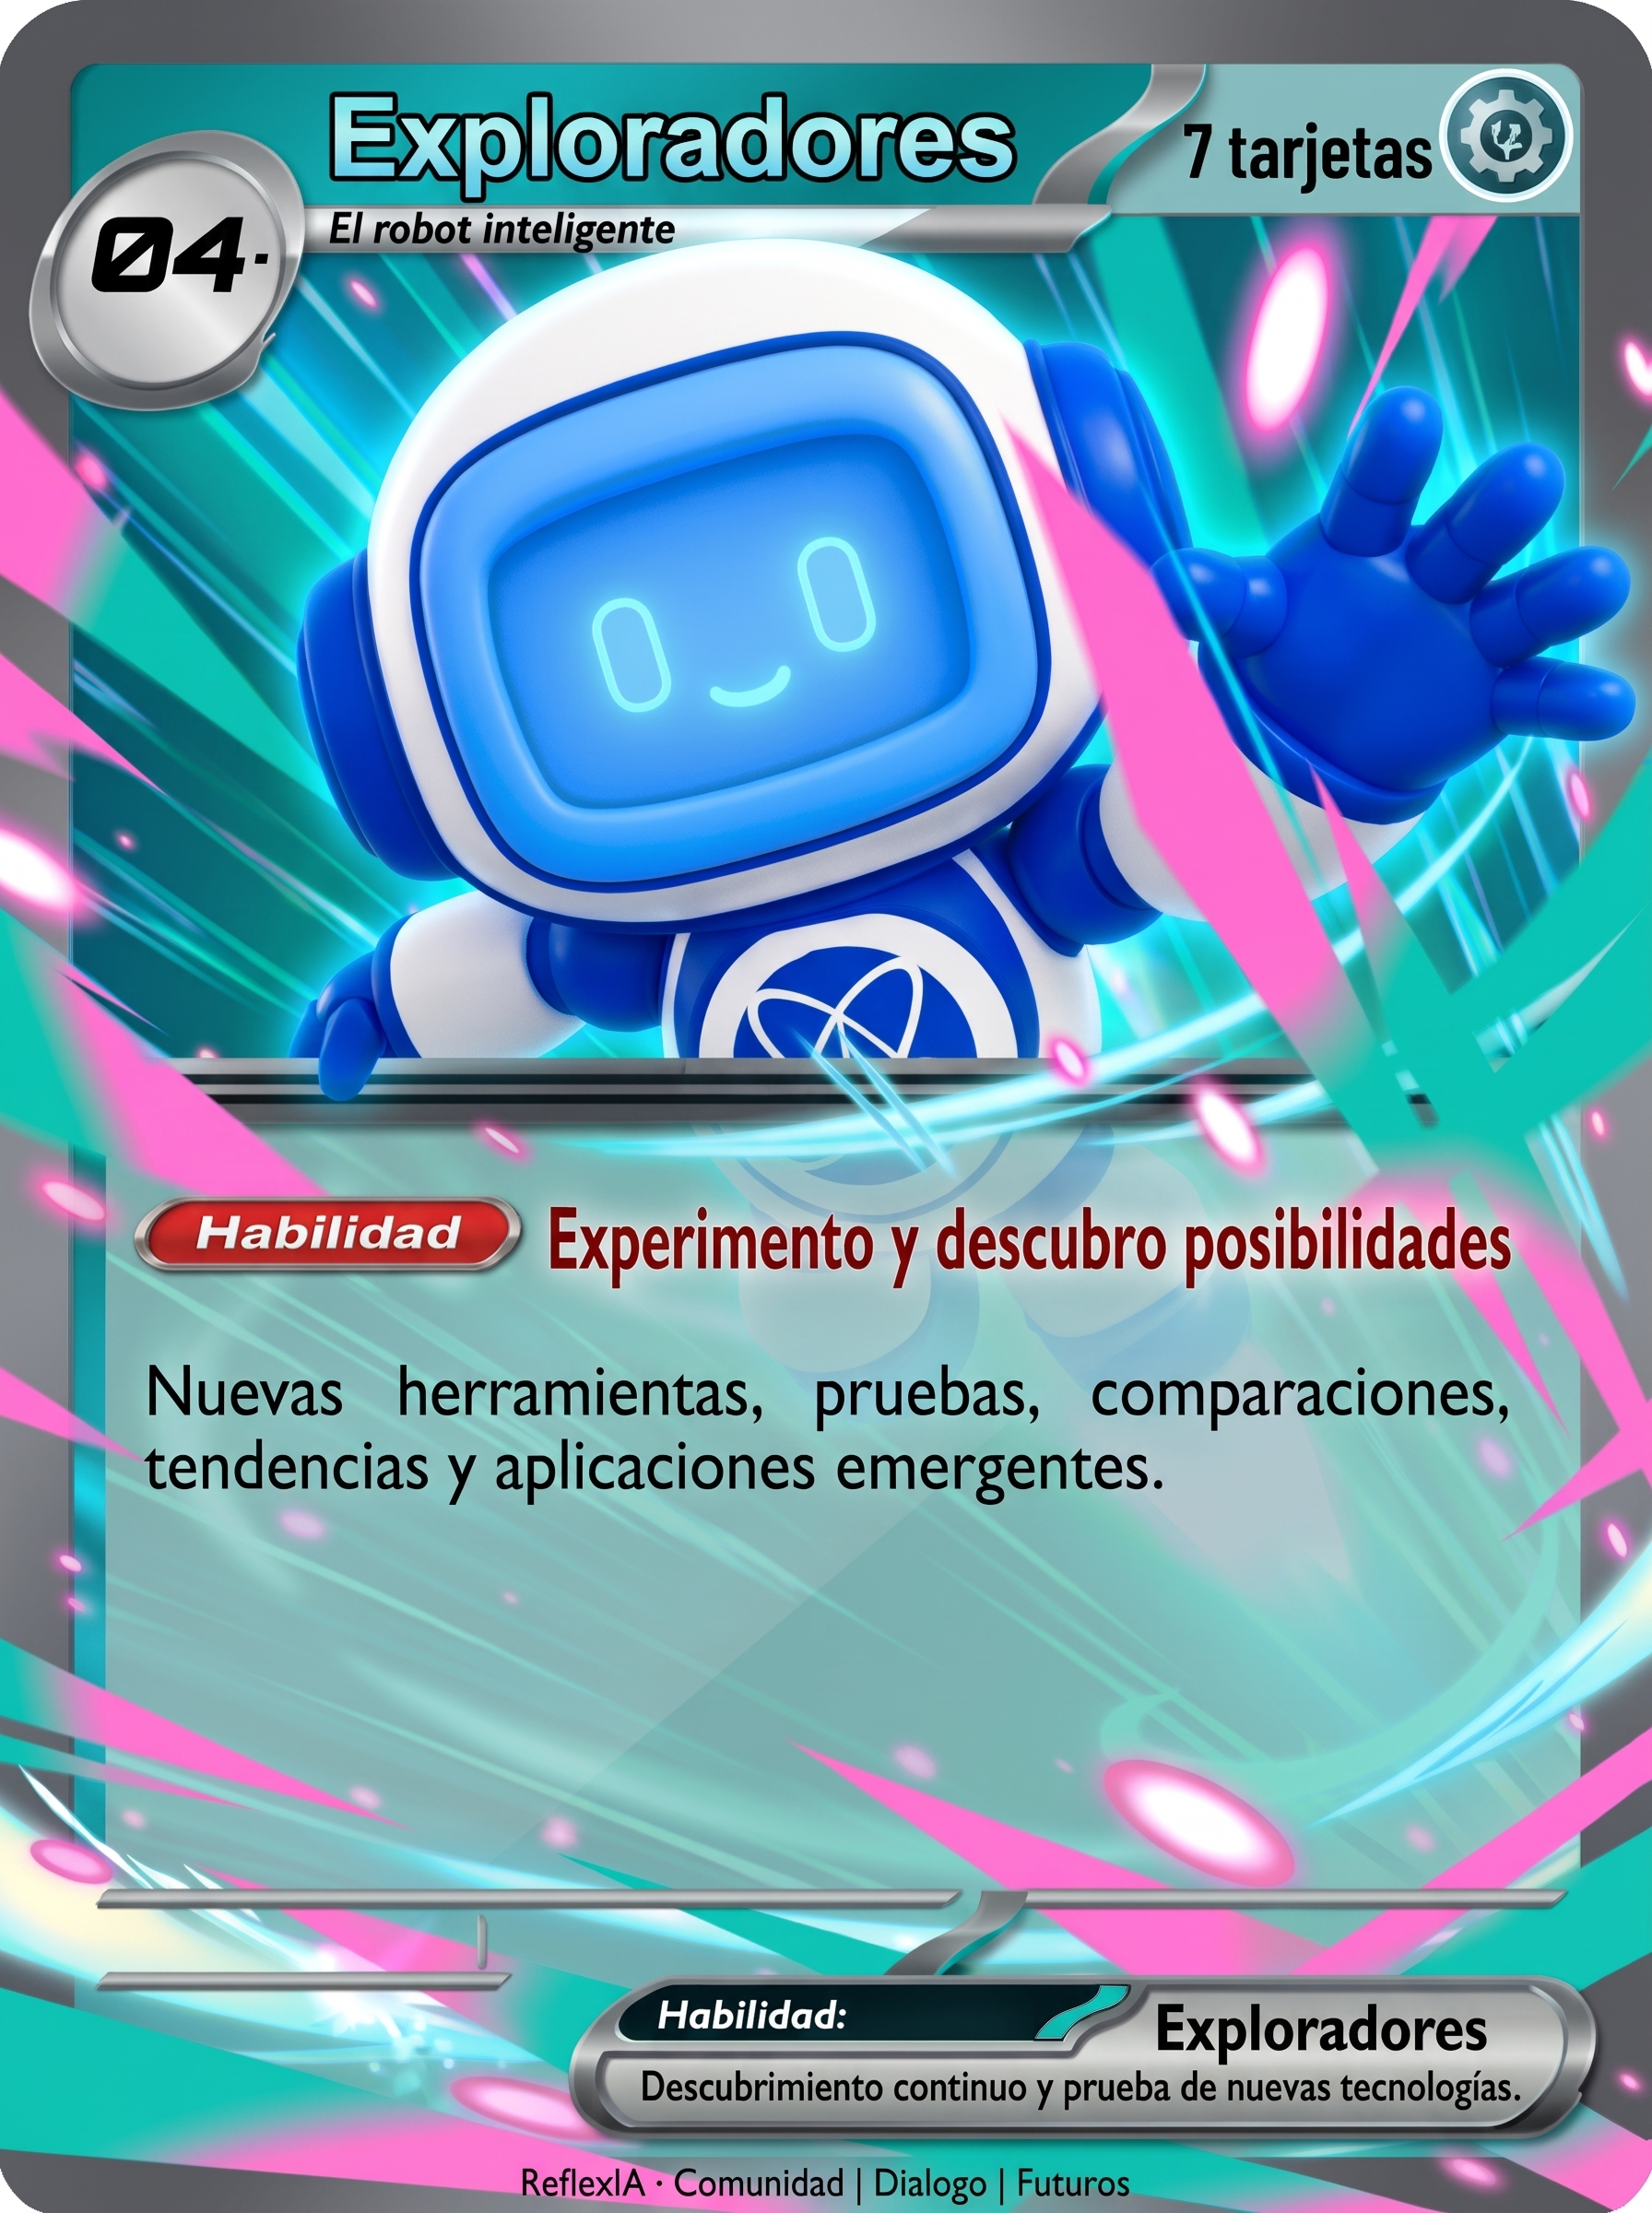 Exploradores
7 tarjetas
El robot inteligente
04.
Habilidad
Experimento y descubro posibilidades
Nuevas herramientas, pruebas, comparaciones,
tendencias y aplicaciones emergentes.
Habilidad:
Exploradores
Descubrimiento continuo y prueba de nuevas tecnologías.
ReflexIA · Comunidad | Dialogo | Futuros